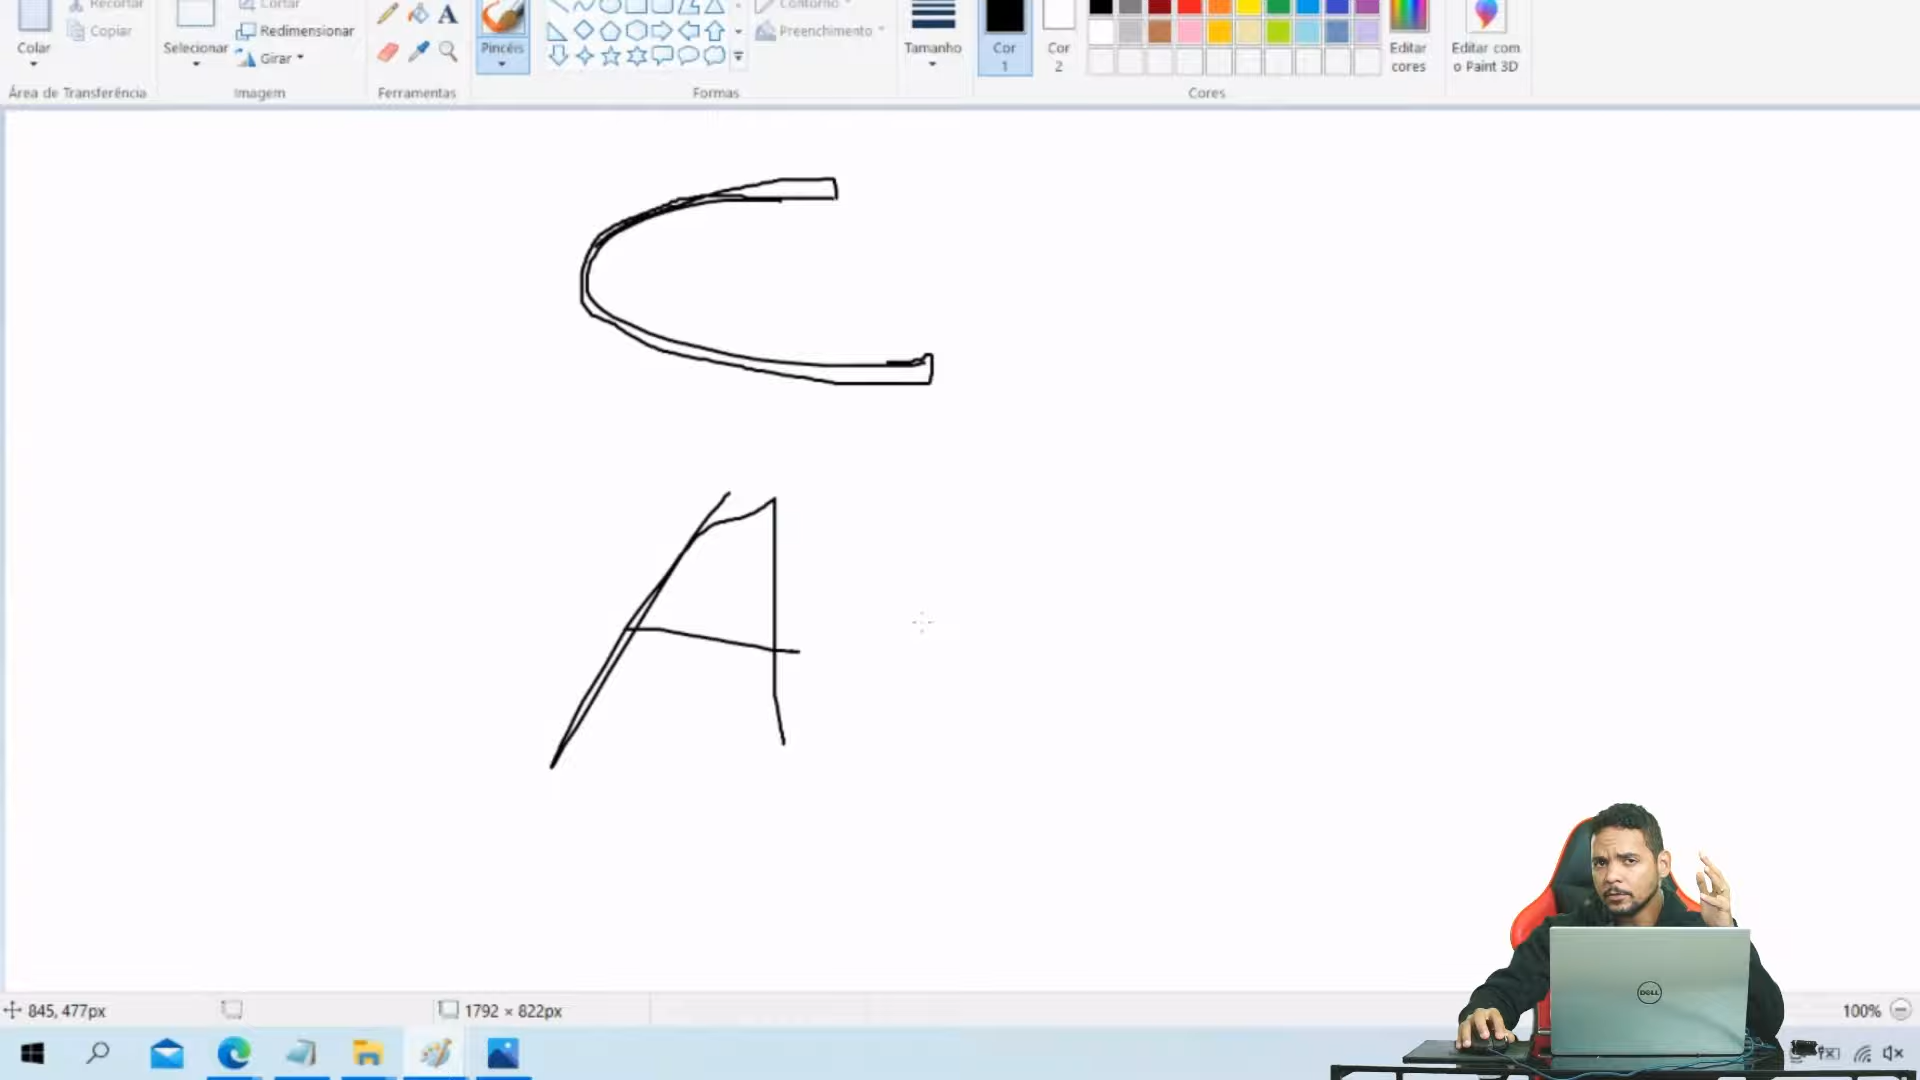 Recortar
Contorno
Colar
Copiar
Selecionar
Redimensionar
Girar
A
Pincéis
Preenchimento
Tamanho
Cor
1
Cor
2
Editar
cores
Editar com
o Paint 3D
Área de Transferência
Imagem
Ferramentas
Formas
Cores
C
A
DELL
845, 477px
1792 × 822px
100%